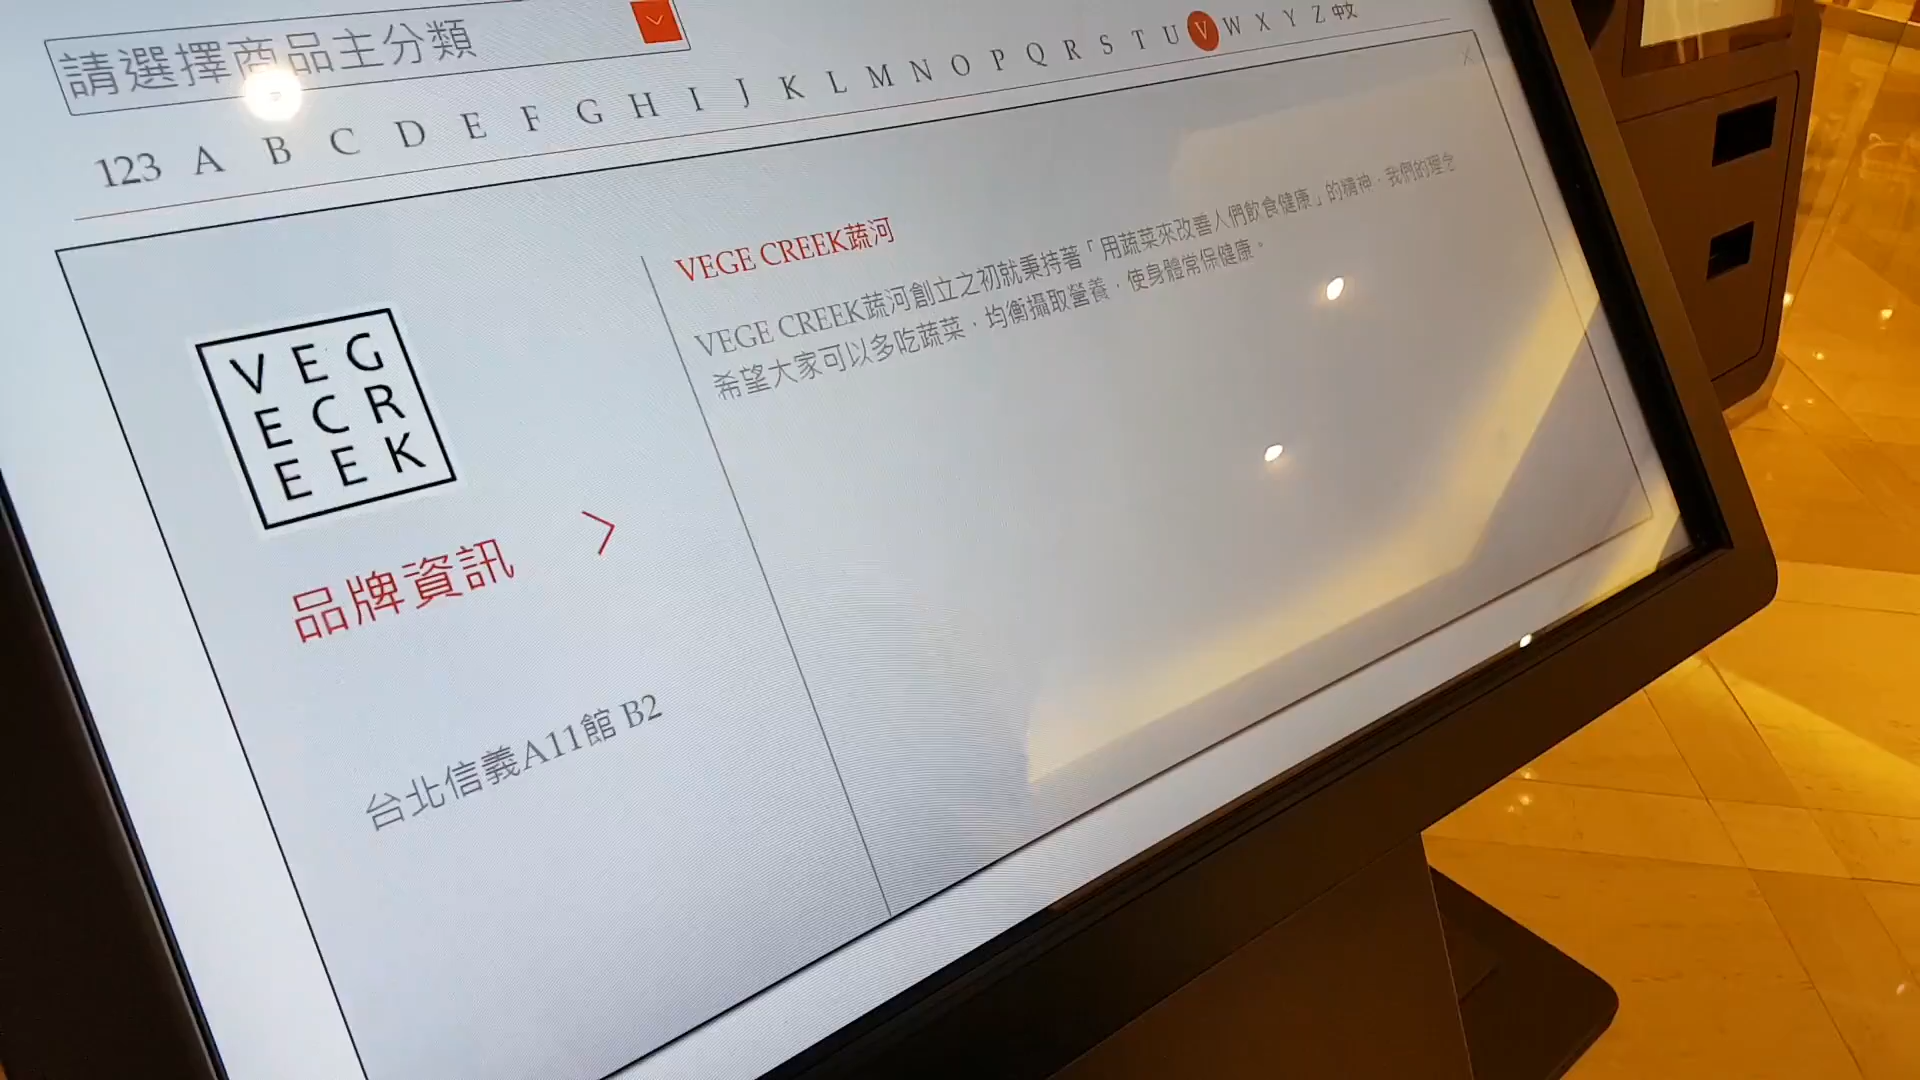 請選擇商品主分類
123 A B C D E F G H I J K L M N O P Q R S T U V W X Y Z 中文
VEG
ECR
EEK
品牌資訊
台北信義A11館 B2
VEGE CREEK蔬河
VEGE CREEK蔬河創立之初就秉持著「用蔬菜來改善人們飲食健康」的精神，我們的理念
希望大家可以多吃蔬菜，均衡攝取營養，使身體常保健康。